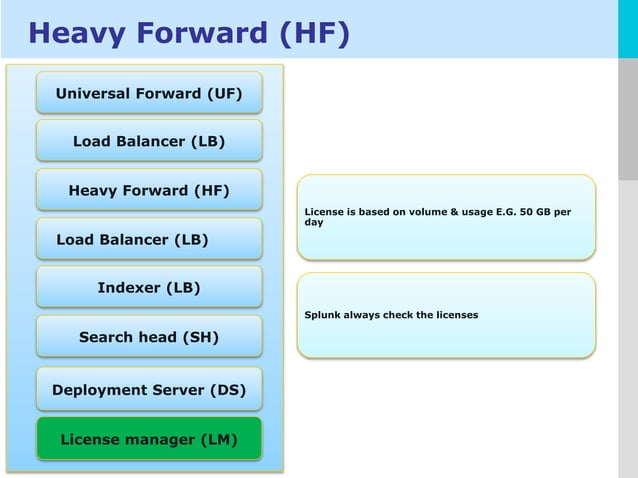 Heavy Forward (HF)
Universal Forward (UF)
Load Balancer (LB)
Heavy Forward (HF)
Load Balancer (LB)
Indexer (LB)
Search head (SH)
Deployment Server (DS)
License manager (LM)
License is based on volume & usage E.G. 50 GB per
day
Splunk always check the licenses